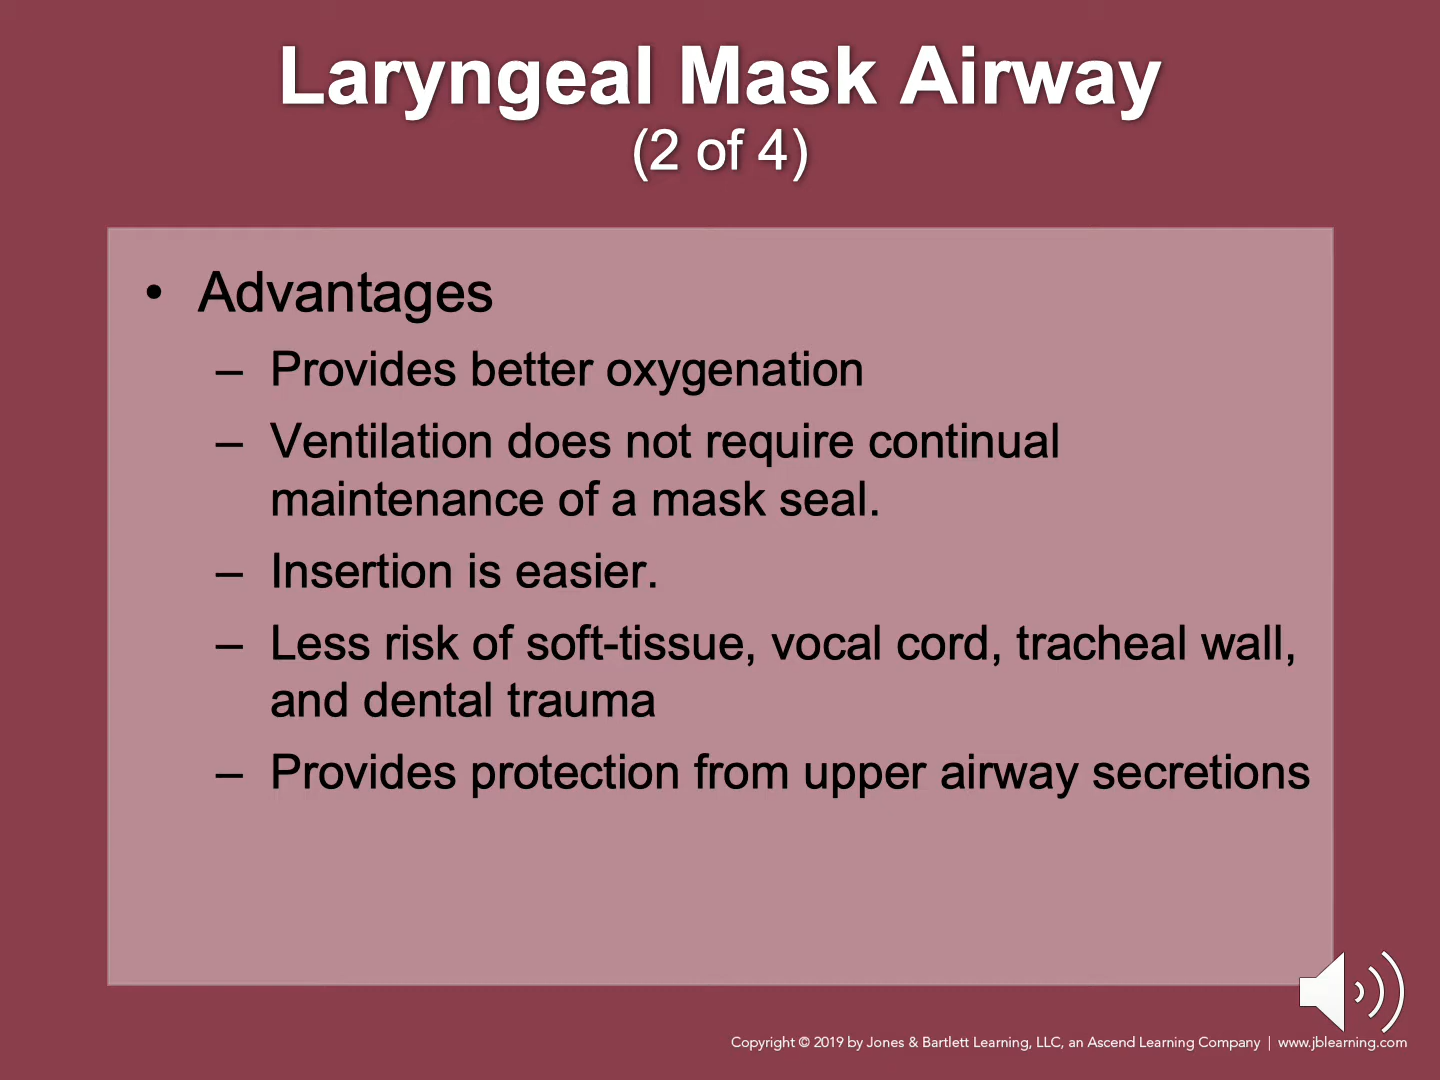 Laryngeal Mask Airway
(2 of 4)
• Advantages
– Provides better oxygenation
– Ventilation does not require continual
maintenance of a mask seal.
– Insertion is easier.
– Less risk of soft-tissue, vocal cord, tracheal wall,
and dental trauma
– Provides protection from upper airway secretions
Copyright © 2019 by Jones & Bartlett Learning, LLC, an Ascend Learning Company | www.jblearning.com